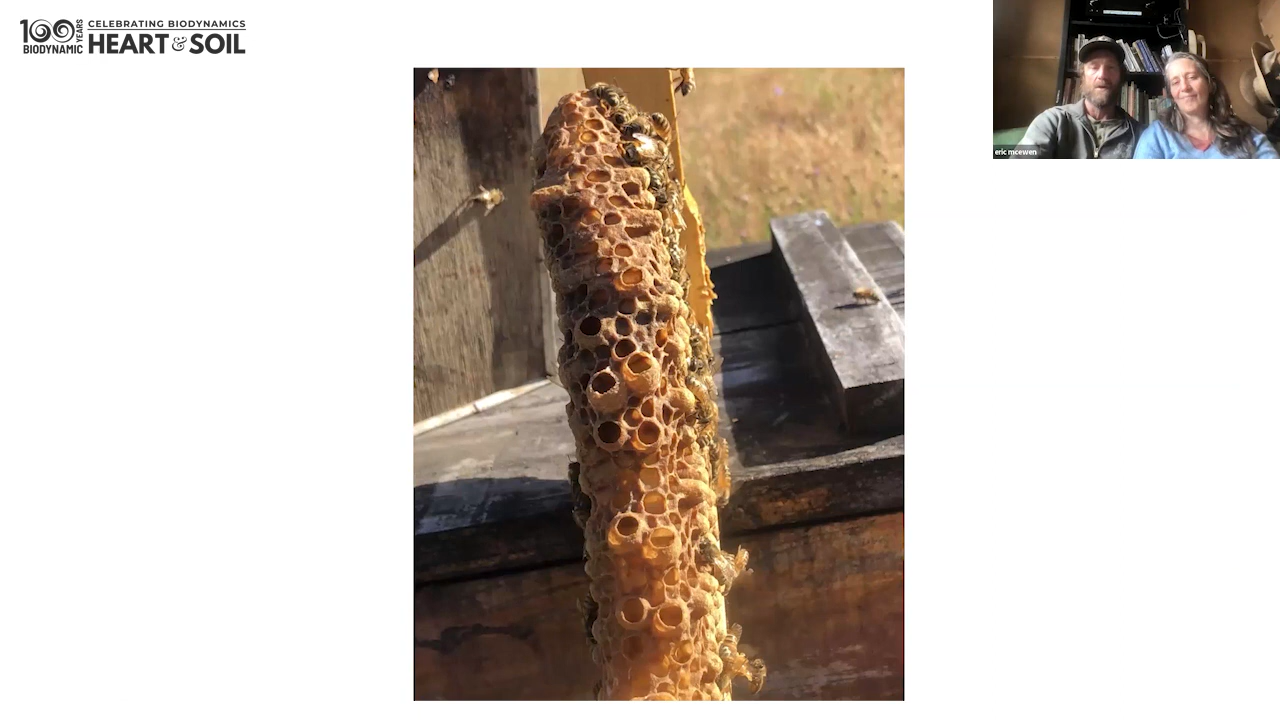 100 YEARS
BIODYNAMIC
CELEBRATING BIODYNAMICS
HEART & SOIL
eric mcewen